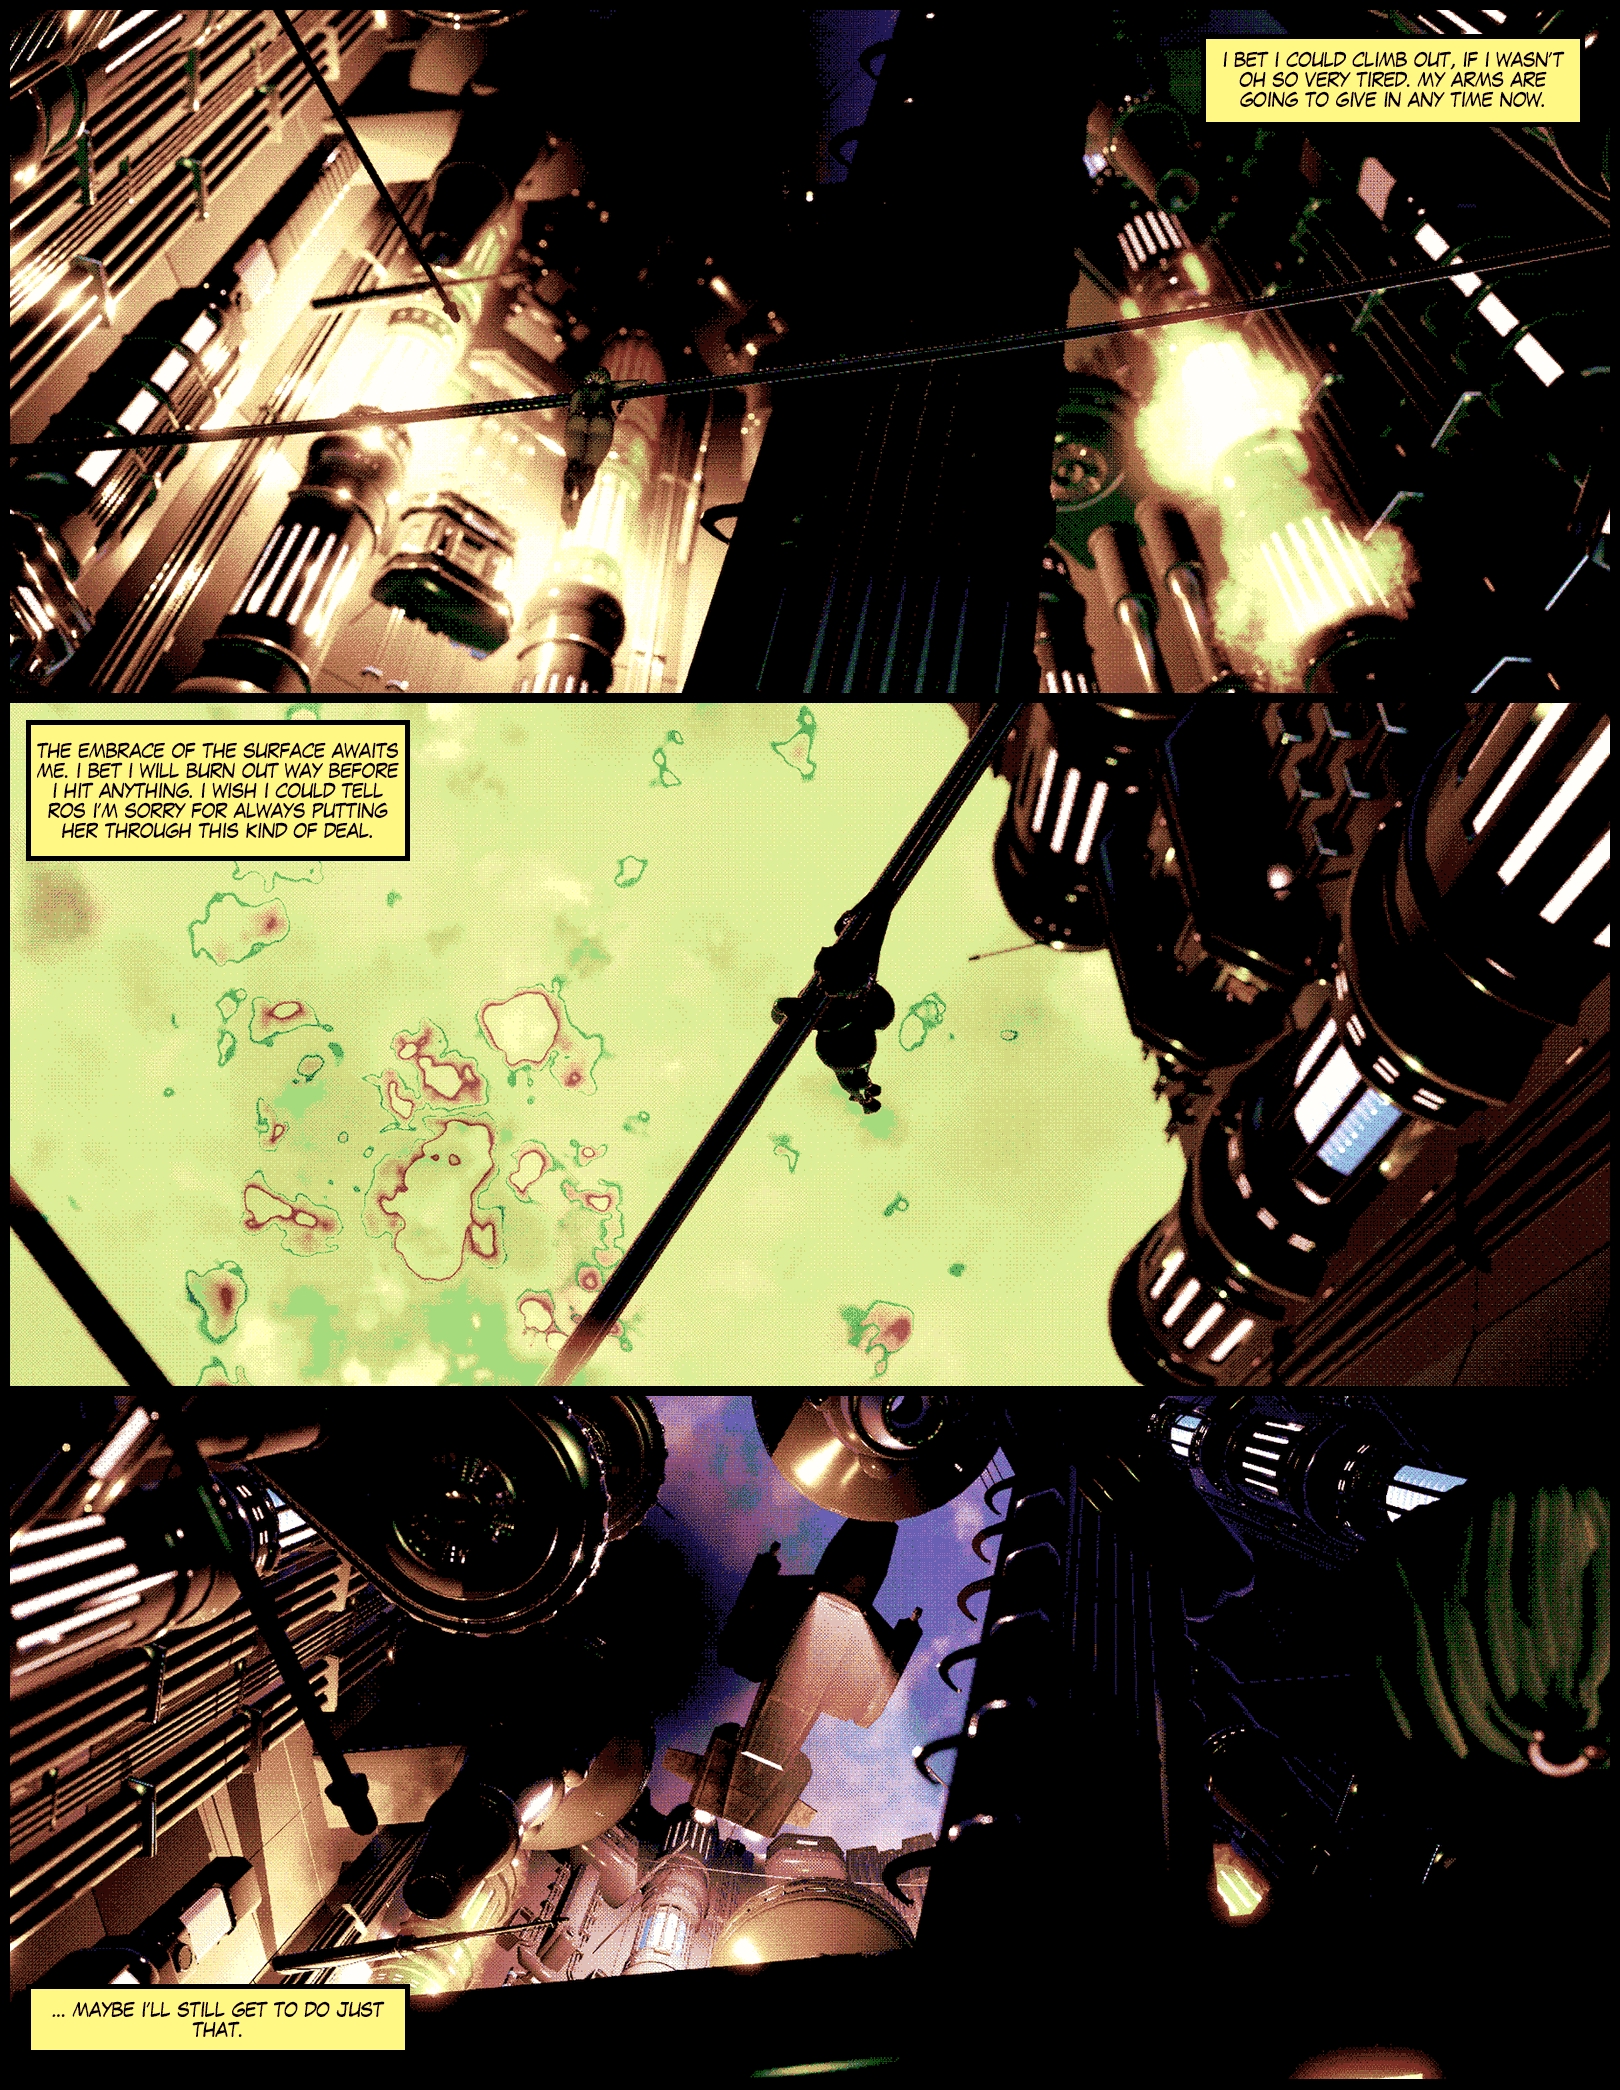 I BET I COULD CLIMB OUT, IF I WASN'T
OH SO VERY TIRED. MY ARMS ARE
GOING TO GIVE IN ANY TIME NOW.
THE EMBRACE OF THE SURFACE AWAITS
ME. I BET I WILL BURN OUT WAY BEFORE
I HIT ANYTHING. I WISH I COULD TELL
ROS I'M SORRY FOR ALWAYS PUTTING
HER THROUGH THIS KIND OF DEAL.
... MAYBE I'LL STILL GET TO DO JUST
THAT.